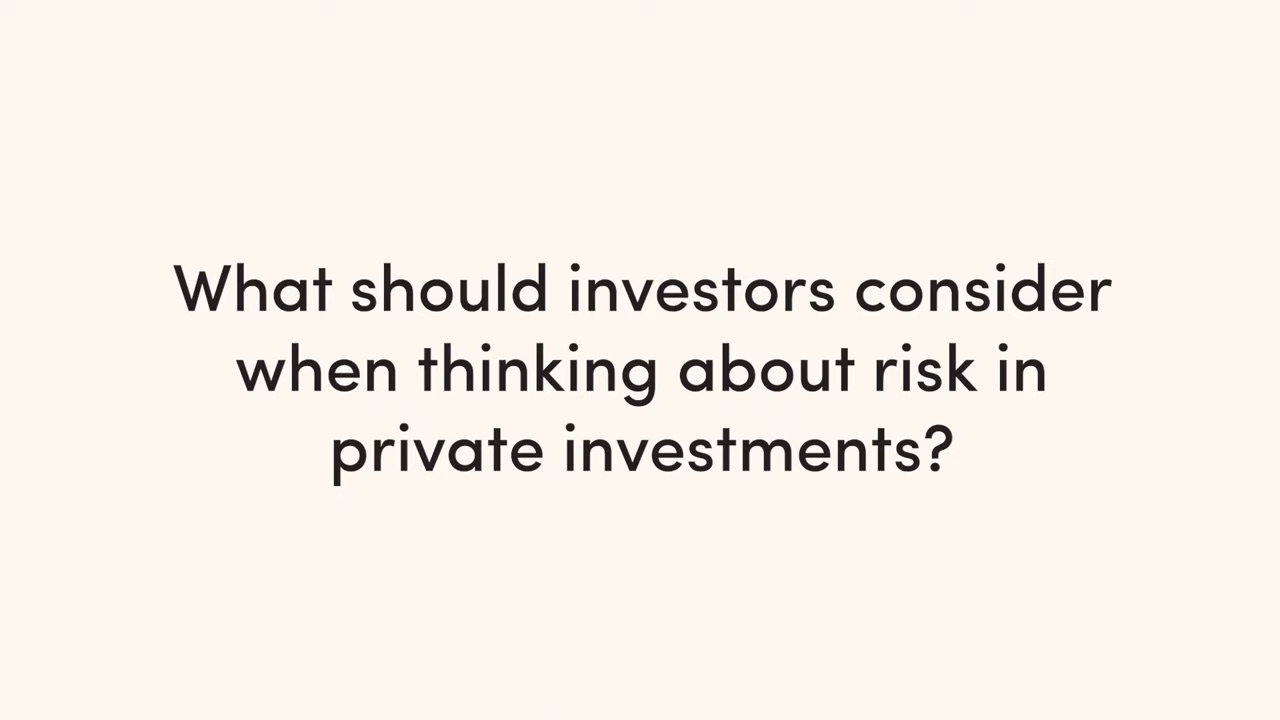 What should investors consider
when thinking about risk in
private investments?